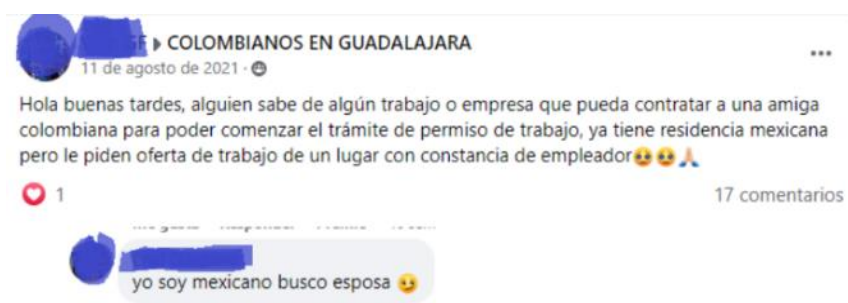 COLOMBIANOS EN GUADALAJARA
11 de agosto de 2021
Hola buenas tardes, alguien sabe de algún trabajo o empresa que pueda contratar a una amiga
colombiana para poder comenzar el trámite de permiso de trabajo, ya tiene residencia mexicana
pero le piden oferta de trabajo de un lugar con constancia de empleador🥹🥹🙏🏻
1
17 comentarios
yo soy mexicano busco esposa 😏